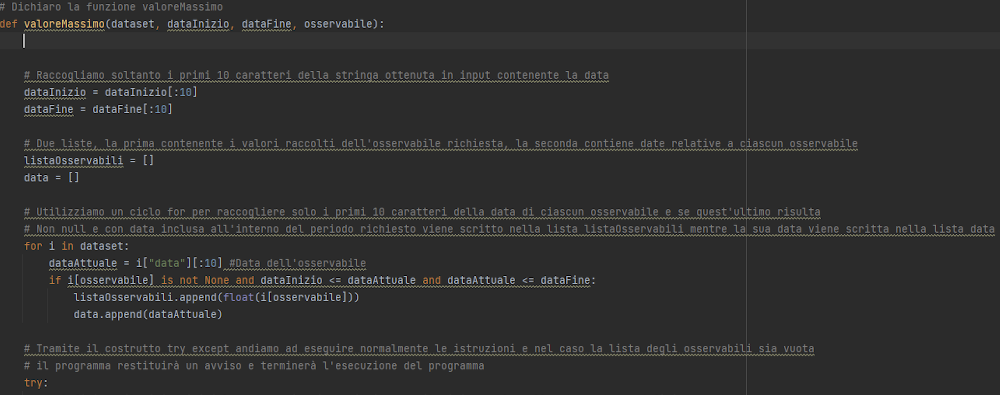 # Dichiaro la funzione valoreMassimo
def valoreMassimo(dataset, dataInizio, dataFine, osservabile):
# Raccogliamo soltanto i primi 10 caratteri della stringa ottenuta in input contenente la data
dataInizio = dataInizio[:10]
dataFine = dataFine[:10]
# Due liste, la prima contenente i valori raccolti dell'osservabile richiesta, la seconda contiene date relative a ciascun osservabile
listaOsservabili = []
data = []
# Utilizziamo un ciclo for per raccogliere solo i primi 10 caratteri della data di ciascun osservabile e se quest'ultimo risulta
# Non null e con data inclusa all'interno del periodo richiesto viene scritto nella lista listaOsservabili mentre la sua data viene scritta nella lista data
for i in dataset:
dataAttuale = i["data"][:10] #Data dell'osservabile
if i[osservabile] is not None and dataInizio <= dataAttuale and dataAttuale <= dataFine:
listaOsservabili.append(float(i[osservabile]))
data.append(dataAttuale)
# Tramite il costrutto try except andiamo ad eseguire normalmente le istruzioni e nel caso la lista degli osservabili sia vuota
# il programma restituirà un avviso e terminerà l'esecuzione del programma
try: